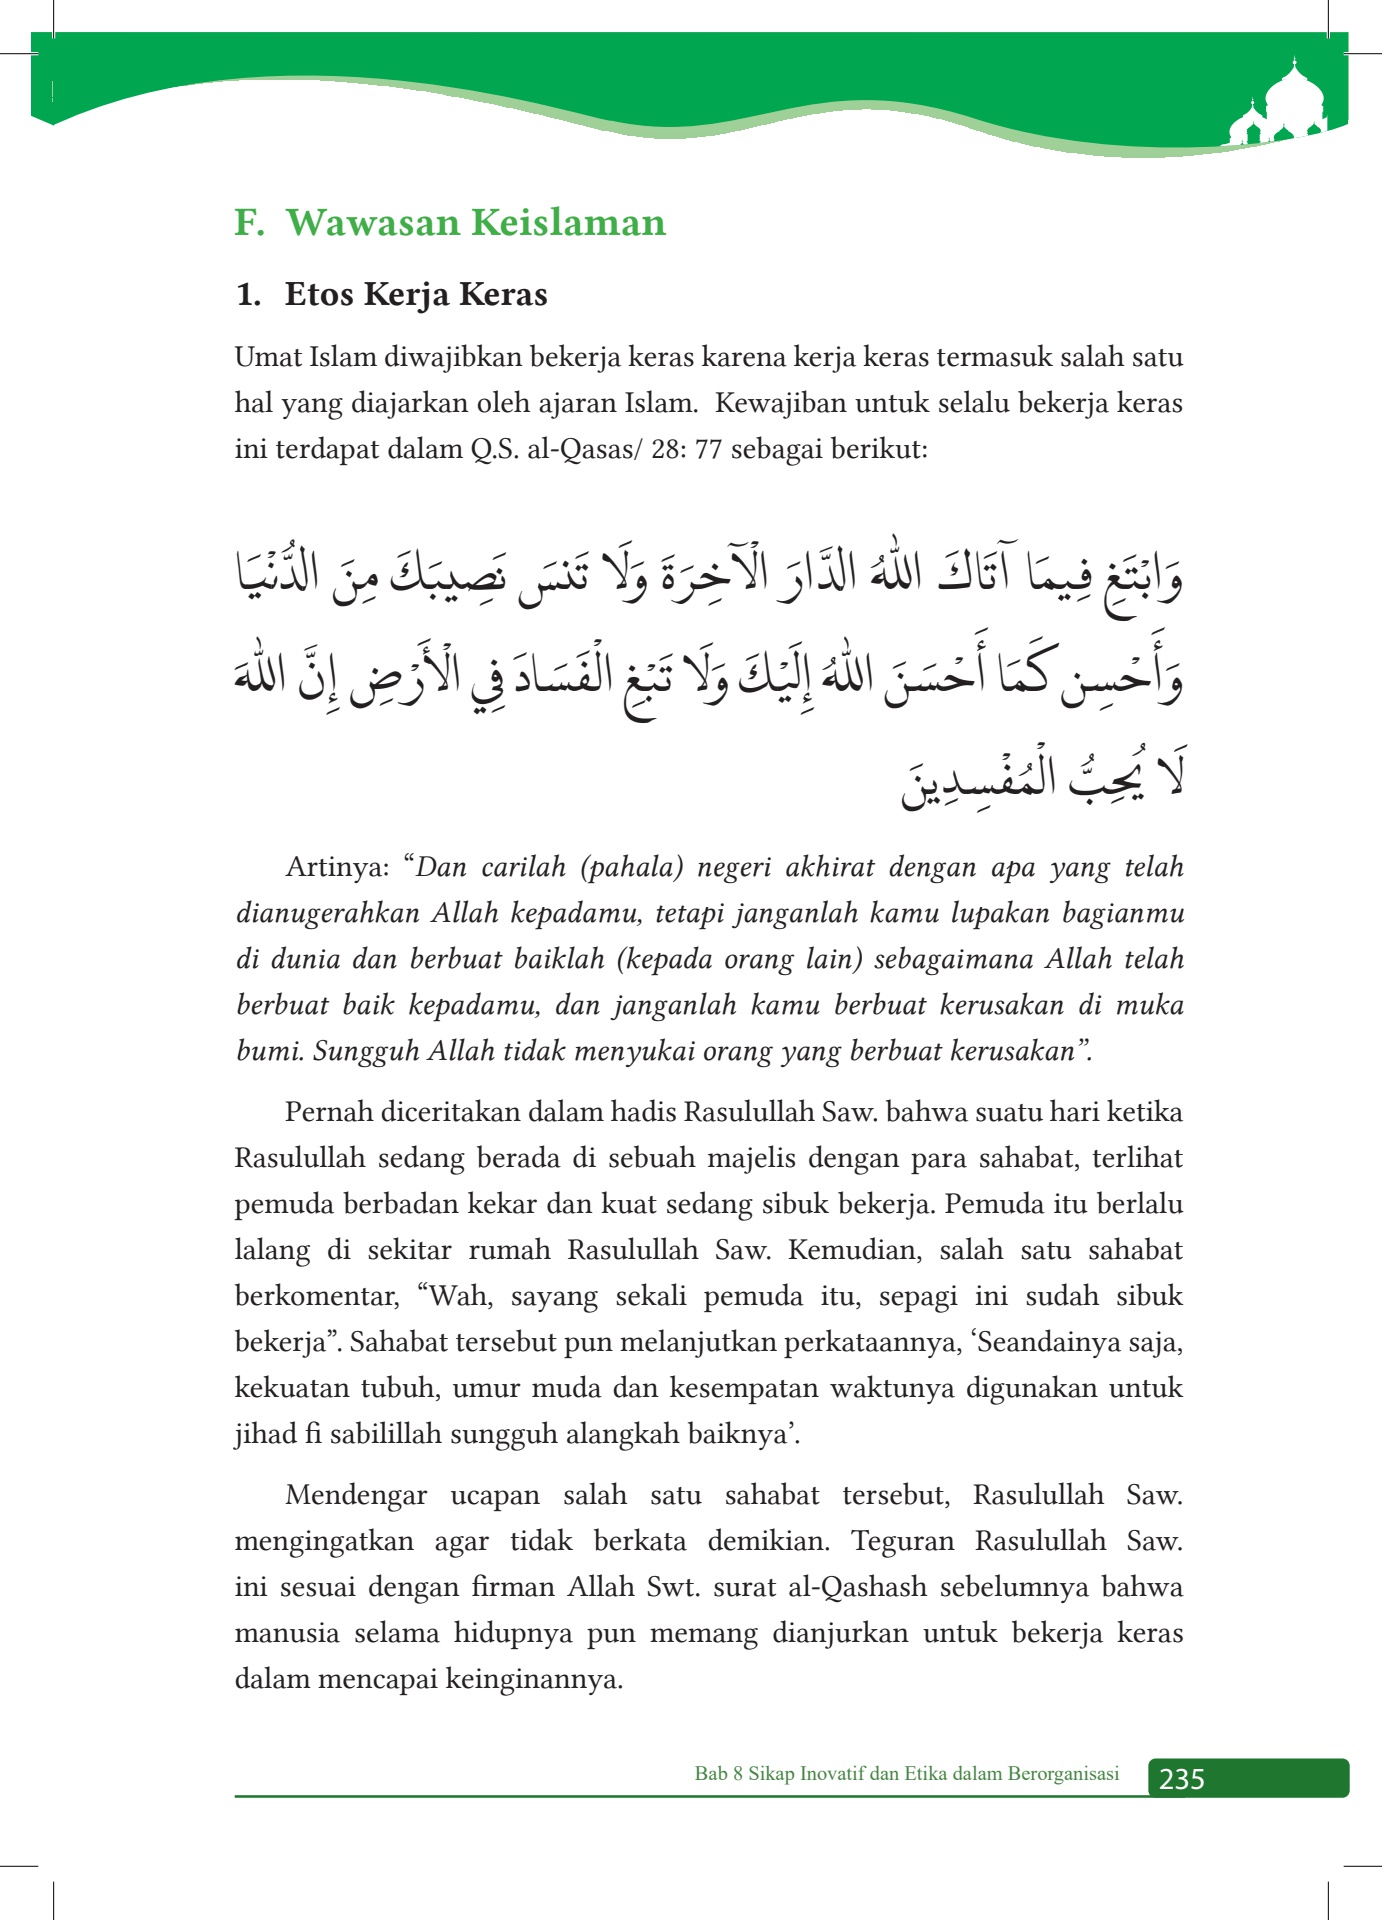 F. Wawasan Keislaman
1. Etos Kerja Keras
Umat Islam diwajibkan bekerja keras karena kerja keras termasuk salah satu
hal yang diajarkan oleh ajaran Islam. Kewajiban untuk selalu bekerja keras
ini terdapat dalam Q.S. al-Qasas/ 28: 77 sebagai berikut:
وَابْتَغِ فِيمَا آتَاكَ اللّٰهُ الدَّارَ الْآخِرَةَ وَلَا تَنسَ نَصِيبَكَ مِنَ الدُّنْيَا
وَأَحْسِن كَمَا أَحْسَنَ اللّٰهُ إِلَيْكَ وَلَا تَبْغِ الْفَسَادَ فِي الْأَرْضِ إِنَّ اللّٰهَ
لَا يُحِبُّ الْمُفْسِدِينَ
Artinya: “Dan carilah (pahala) negeri akhirat dengan apa yang telah
dianugerahkan Allah kepadamu, tetapi janganlah kamu lupakan bagianmu
di dunia dan berbuat baiklah (kepada orang lain) sebagaimana Allah telah
berbuat baik kepadamu, dan janganlah kamu berbuat kerusakan di muka
bumi. Sungguh Allah tidak menyukai orang yang berbuat kerusakan”.
Pernah diceritakan dalam hadis Rasulullah Saw. bahwa suatu hari ketika
Rasulullah sedang berada di sebuah majelis dengan para sahabat, terlihat
pemuda berbadan kekar dan kuat sedang sibuk bekerja. Pemuda itu berlalu
lalang di sekitar rumah Rasulullah Saw. Kemudian, salah satu sahabat
berkomentar, “Wah, sayang sekali pemuda itu, sepagi ini sudah sibuk
bekerja”. Sahabat tersebut pun melanjutkan perkataannya, ‘Seandainya saja,
kekuatan tubuh, umur muda dan kesempatan waktunya digunakan untuk
jihad fi sabilillah sungguh alangkah baiknya’.
Mendengar ucapan salah satu sahabat tersebut, Rasulullah Saw.
mengingatkan agar tidak berkata demikian. Teguran Rasulullah Saw.
ini sesuai dengan firman Allah Swt. surat al-Qashash sebelumnya bahwa
manusia selama hidupnya pun memang dianjurkan untuk bekerja keras
dalam mencapai keinginannya.
Bab 8 Sikap Inovatif dan Etika dalam Berorganisasi 235